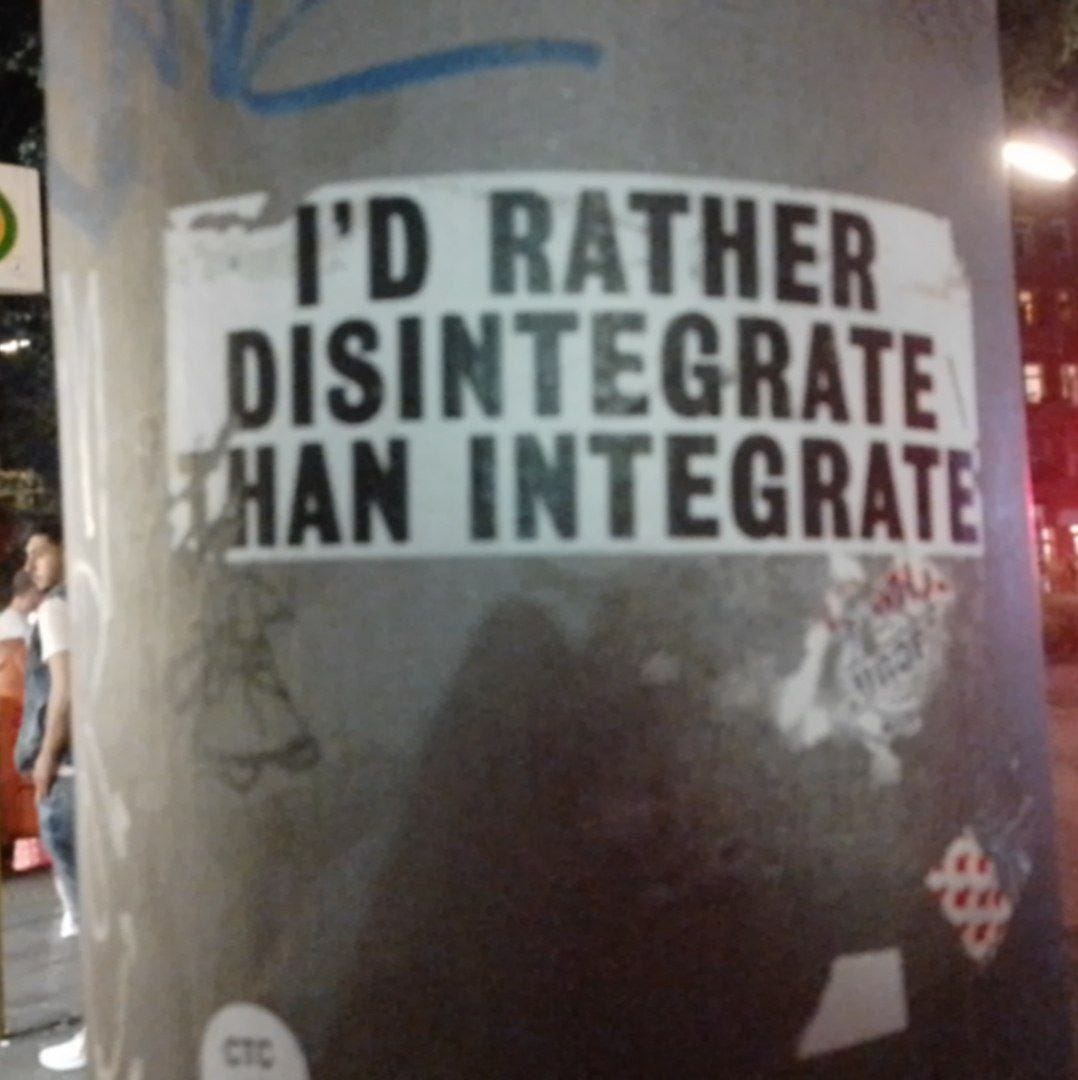 I'D RATHER
DISINTEGRATE
HAN INTEGRATE
CTC